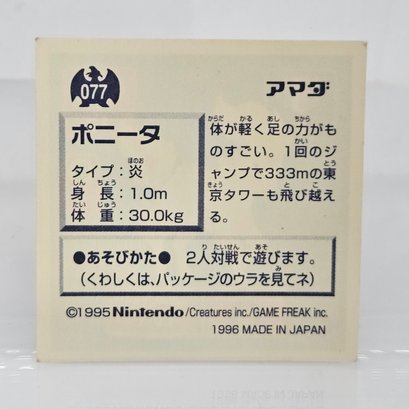 077
アマダ
ポニータ
タイプ：炎
身長：1.0m
体重：30.0kg
体が軽く足の力がも
のすごい。1回のジ
ャンプで333mの東
京タワーも飛び越え
る。
●あそびかた● 2人対戦で遊びます。
(くわしくは、パッケージのウラを見てネ)
©1995 Nintendo/Creatures inc./GAME FREAK inc.
1996 MADE IN JAPAN